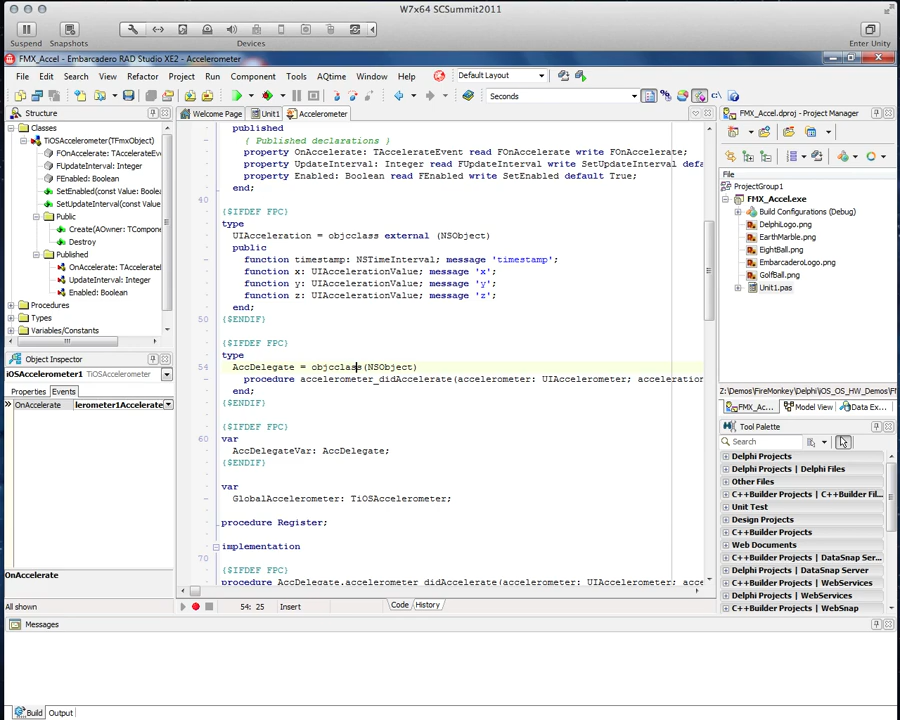 W7x64 SCSummit2011
Suspend
Snapshots
Devices
Enter Unity
FMX_Accel - Embarcadero RAD Studio XE2 - Accelerometer
File Edit Search View Refactor Project Run Component Tools AQtime Window Help
Default Layout
Seconds
Structure
Classes
TiOSAccelerometer(TFmxObject)
FOnAccelerate: TAccelerateEve
FUpdateInterval: Integer
FEnabled: Boolean
SetEnabled(const Value: Boolea
SetUpdateInterval(const Value
Public
Create(AOwner: TComponen
Destroy
Published
OnAccelerate: TAccelerateE
UpdateInterval: Integer
Enabled: Boolean
Procedures
Types
Variables/Constants
Object Inspector
iOSAccelerometer1 TiOSAccelerometer
Properties Events
OnAccelerate lerometer1Accelerate
OnAccelerate
All shown
Welcome Page Unit1 Accelerometer
published
{ Published declarations }
property OnAccelerate: TAccelerateEvent read FOnAccelerate write FOnAccelerate;
property UpdateInterval: Integer read FUpdateInterval write SetUpdateInterval defa
property Enabled: Boolean read FEnabled write SetEnabled default True;
end;
40
{$IFDEF FPC}
type
UIAcceleration = objcclass external (NSObject)
public
function timestamp: NSTimeInterval; message 'timestamp';
function x: UIAccelerationValue; message 'x';
function y: UIAccelerationValue; message 'y';
function z: UIAccelerationValue; message 'z';
end;
50 {$ENDIF}
{$IFDEF FPC}
type
54 AccDelegate = objcclass(NSObject)
procedure accelerometer_didAccelerate(accelerometer: UIAccelerometer; acceleration
end;
{$ENDIF}
{$IFDEF FPC}
60 var
AccDelegateVar: AccDelegate;
{$ENDIF}
var
GlobalAccelerometer: TiOSAccelerometer;
procedure Register;
implementation
70
{$IFDEF FPC}
procedure AccDelegate.accelerometer_didAccelerate(accelerometer: UIAccelerometer; acce
54: 25 Insert Code History
FMX_Accel.dproj - Project Manager
File
ProjectGroup1
FMX_Accel.exe
Build Configurations (Debug)
DelphiLogo.png
EarthMarble.png
EightBall.png
EmbarcaderoLogo.png
GolfBall.png
Unit1.pas
Z:\Demos\FireMonkey\Delphi\iOS_OS_HW_Demos\F
FMX_Ac... Model View Data Ex...
Tool Palette
Search
Delphi Projects
Delphi Projects | Delphi Files
Other Files
C++Builder Projects | C++Builder Fil...
Unit Test
Design Projects
C++Builder Projects
Web Documents
C++Builder Projects | DataSnap Ser...
Delphi Projects | DataSnap Server
C++Builder Projects | WebServices
Delphi Projects | WebServices
C++Builder Projects | WebSnap
Messages
Build Output